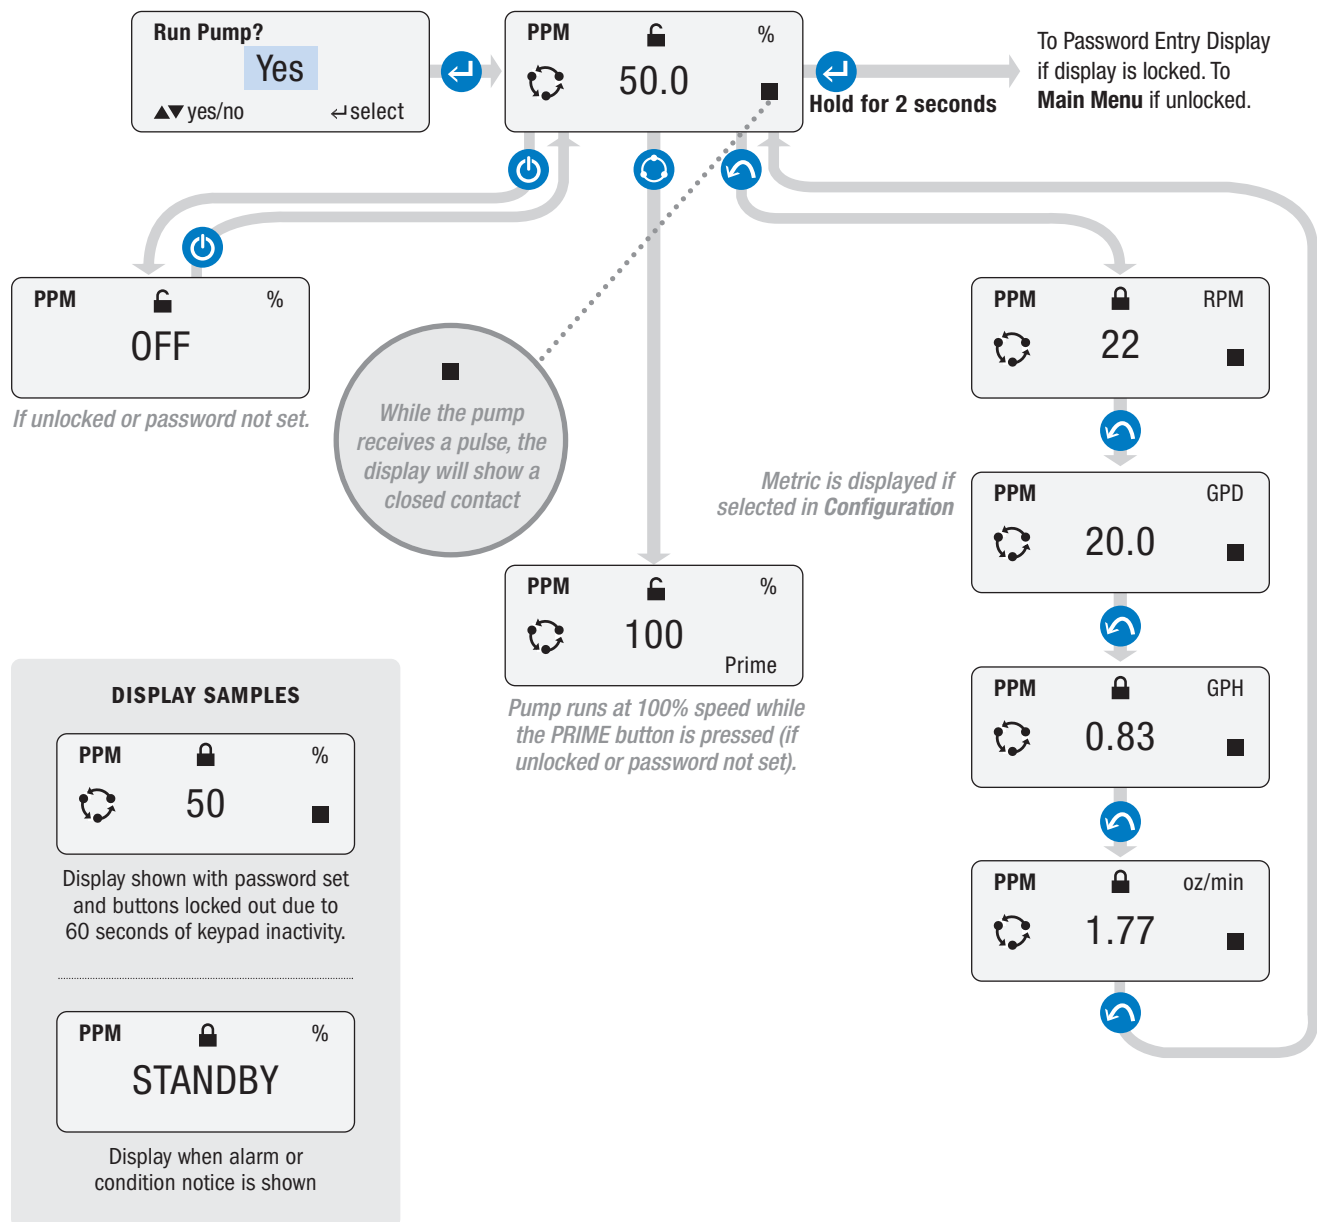 Run Pump?
Yes
▲▼ yes/no ↵ select
PPM %
50.0
Hold for 2 seconds
To Password Entry Display
if display is locked. To
Main Menu if unlocked.
PPM %
OFF
If unlocked or password not set.
While the pump
receives a pulse, the
display will show a
closed contact
PPM %
100
Prime
Pump runs at 100% speed while
the PRIME button is pressed (if
unlocked or password not set).
PPM RPM
22
Metric is displayed if
selected in Configuration
PPM GPD
20.0
PPM GPH
0.83
PPM oz/min
1.77
DISPLAY SAMPLES
PPM %
50
Display shown with password set
and buttons locked out due to
60 seconds of keypad inactivity.
PPM %
STANDBY
Display when alarm or
condition notice is shown